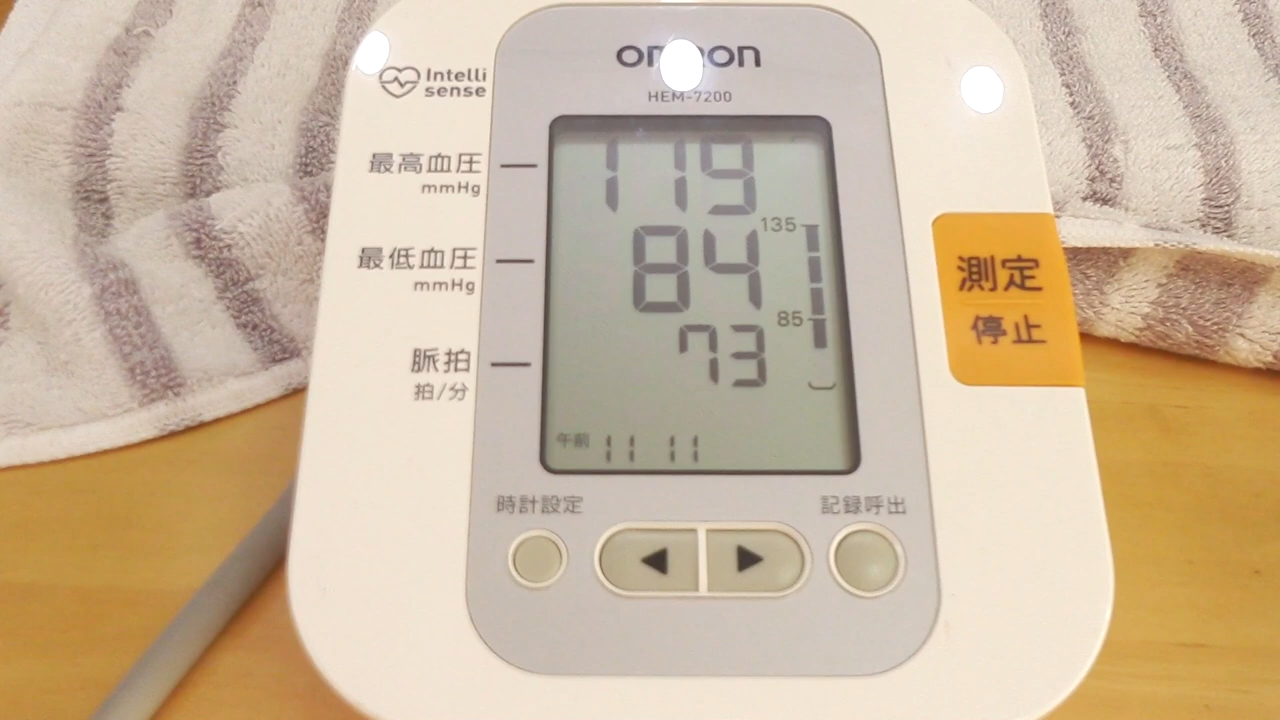 omron
HEM-7200
Intelli
sense
最高血圧
mmHg
119
最低血圧
mmHg
84
135
85
脈拍
拍/分
73
午前 11 11
測定
停止
時計設定
記録呼出